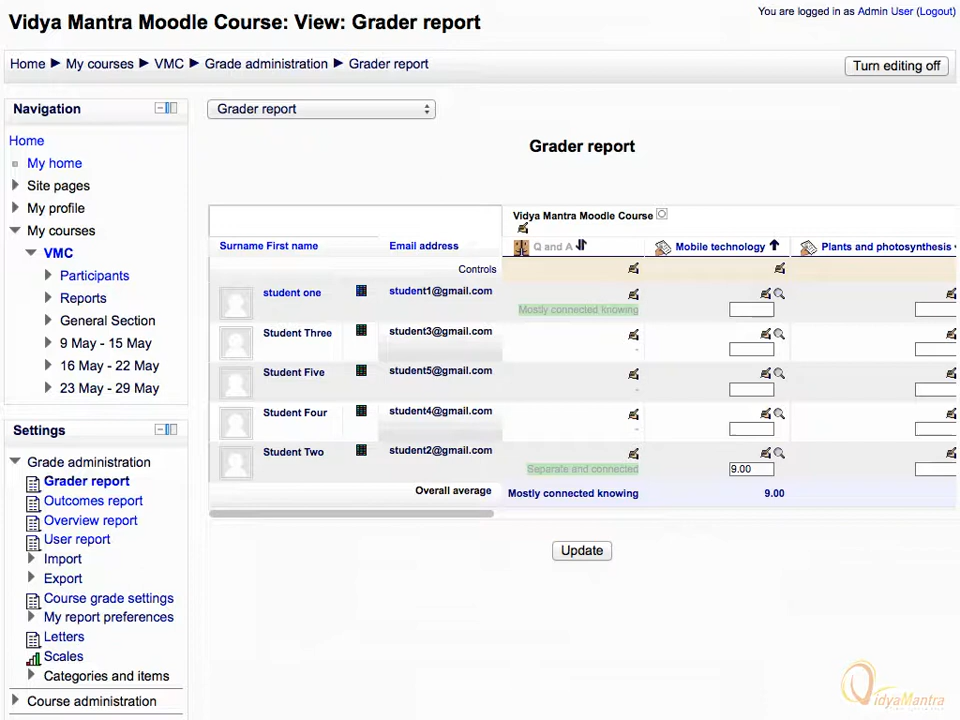 Vidya Mantra Moodle Course: View: Grader report
You are logged in as Admin User (Logout)
Home ► My courses ► VMC ► Grade administration ► Grader report
Turn editing off
Navigation
Home
My home
Site pages
My profile
My courses
VMC
Participants
Reports
General Section
9 May - 15 May
16 May - 22 May
23 May - 29 May
Settings
Grade administration
Grader report
Outcomes report
Overview report
User report
Import
Export
Course grade settings
My report preferences
Letters
Scales
Categories and items
Course administration
Grader report
Grader report
Vidya Mantra Moodle Course
Surname First name Email address Q and A Mobile technology Plants and photosynthesis
Controls
student one student1@gmail.com
Mostly connected knowing
Student Three student3@gmail.com
-
Student Five student5@gmail.com
-
Student Four student4@gmail.com
-
Student Two student2@gmail.com
Separate and connected 9.00
Overall average Mostly connected knowing 9.00
Update
VidyaMantra